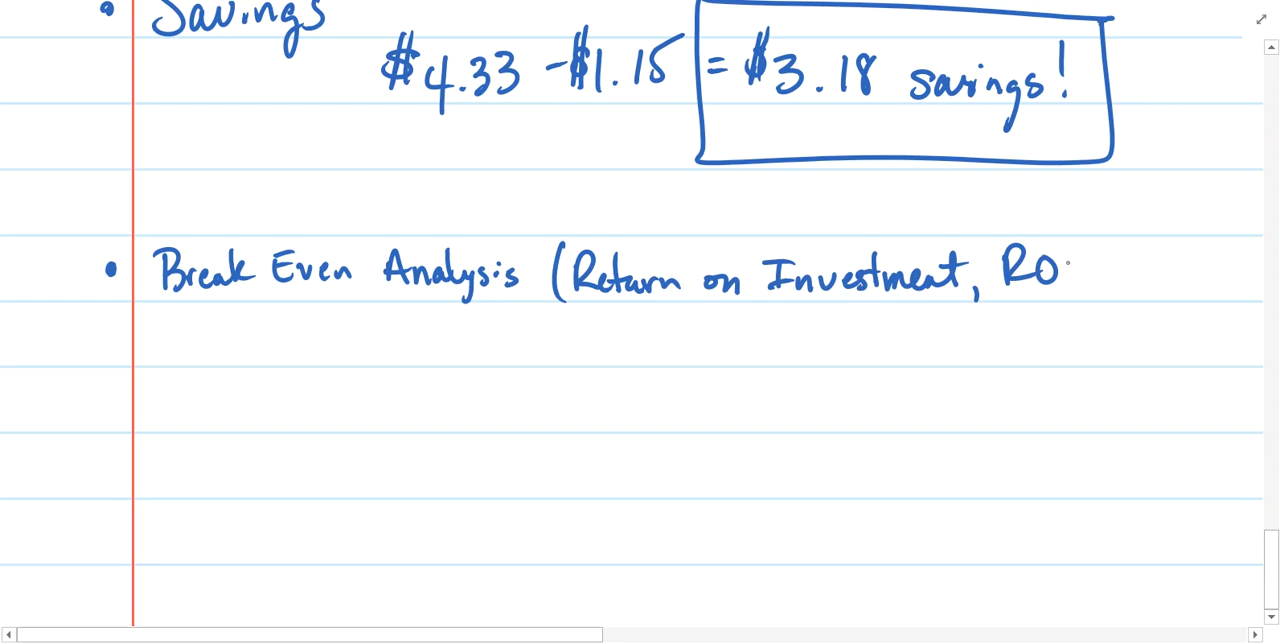 • Savings
$4.33 - $1.15 = $3.18 savings!
• Break Even Analysis (Return on Investment, RO